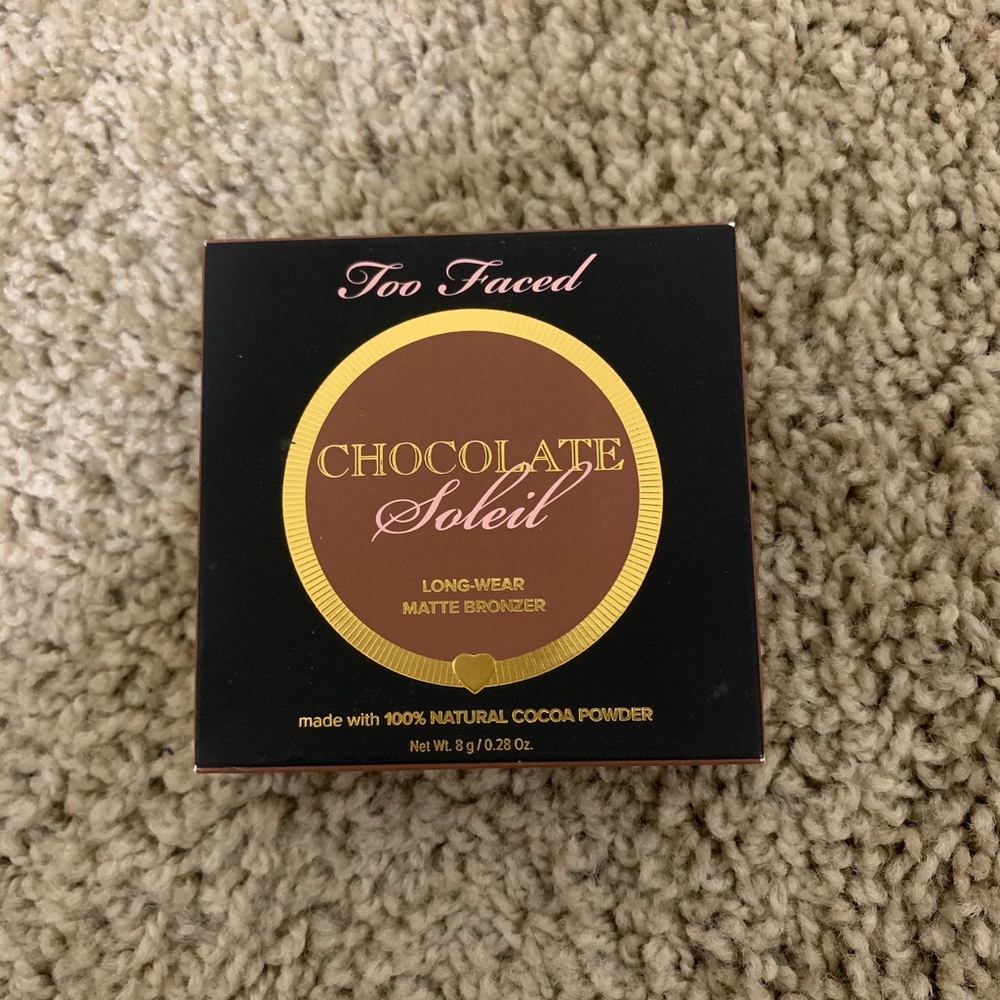 Too Faced
CHOCOLATE
Soleil
LONG-WEAR
MATTE BRONZER
made with 100% NATURAL COCOA POWDER
Net Wt. 8 g / 0.28 Oz.